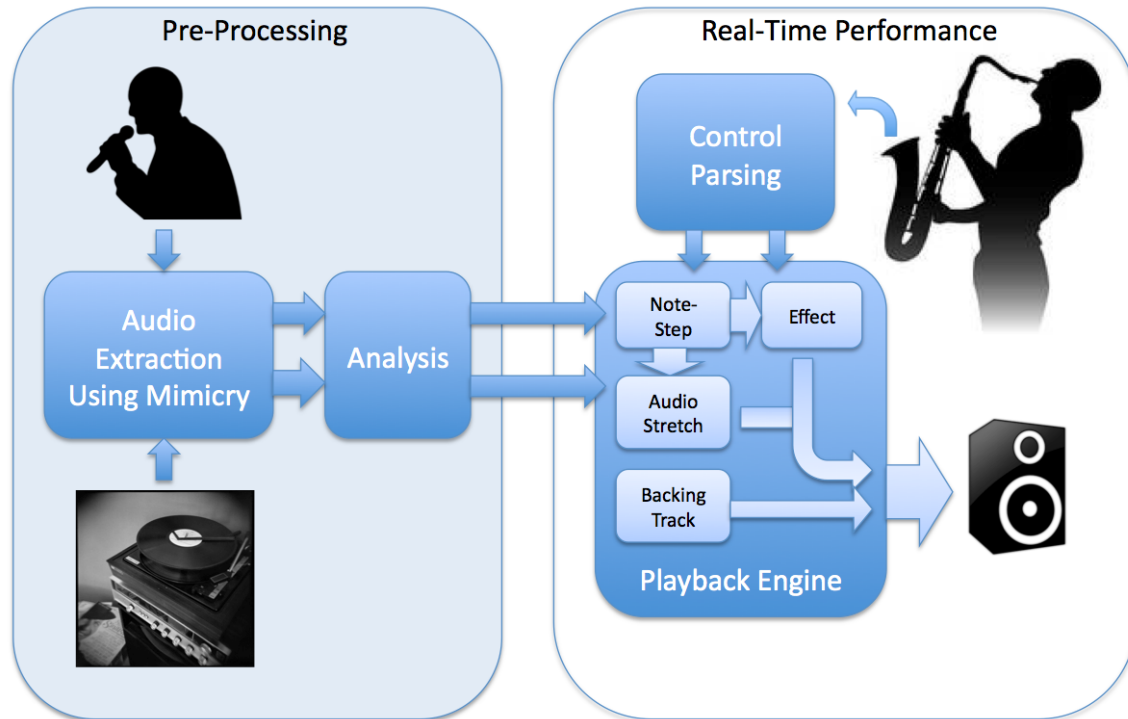 Pre-Processing
Real-Time Performance
Control
Parsing
Audio
Extraction
Using Mimicry
Analysis
Note-
Step
Effect
Audio
Stretch
Backing
Track
Playback Engine